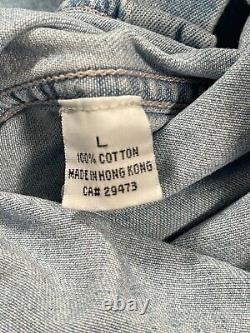 L
100% COTTON
MADE IN HONG KONG
CA# 29473